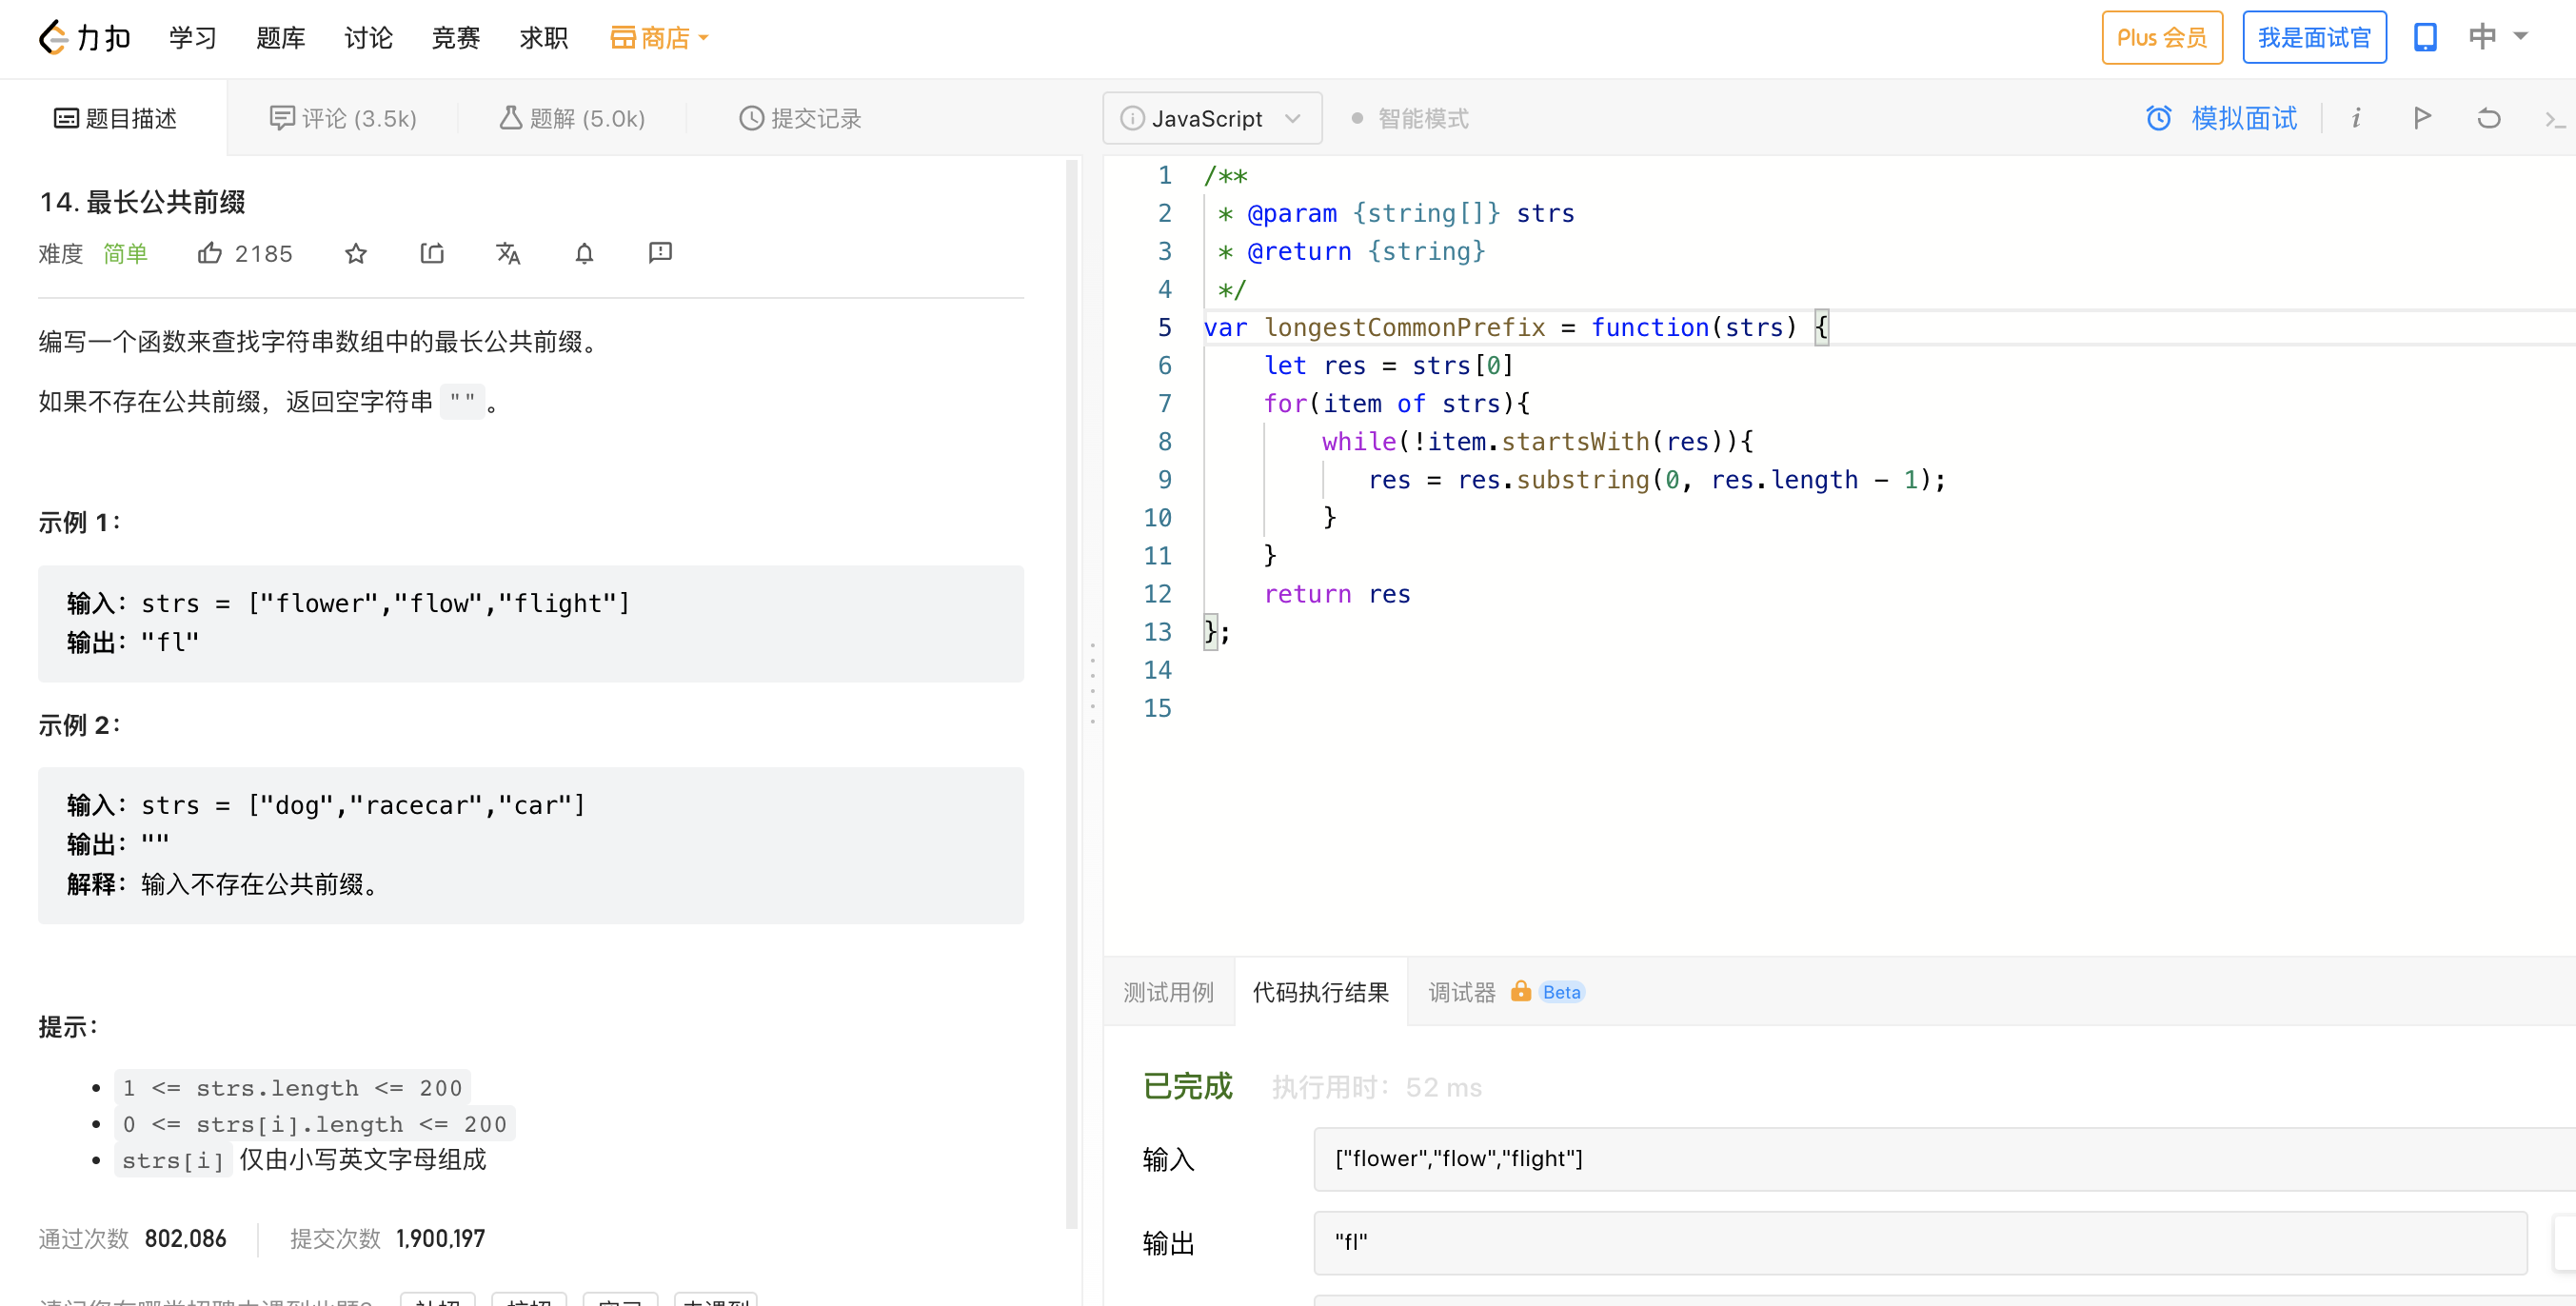 力扣 学习 题库 讨论 竞赛 求职 商店 Plus 会员 我是面试官 中
题目描述 评论 (3.5k) 题解 (5.0k) 提交记录
14. 最长公共前缀
难度 简单 2185
编写一个函数来查找字符串数组中的最长公共前缀。
如果不存在公共前缀，返回空字符串 ""。
示例 1：
输入：strs = ["flower","flow","flight"]
输出："fl"
示例 2：
输入：strs = ["dog","racecar","car"]
输出：""
解释：输入不存在公共前缀。
提示：
1 <= strs.length <= 200
0 <= strs[i].length <= 200
strs[i] 仅由小写英文字母组成
通过次数 802,086 提交次数 1,900,197
JavaScript 智能模式 模拟面试 i
1 /**
2 * @param {string[]} strs
3 * @return {string}
4 */
5 var longestCommonPrefix = function(strs) {
6 let res = strs[0]
7 for(item of strs){
8 while(!item.startsWith(res)){
9 res = res.substring(0, res.length - 1);
10 }
11 }
12 return res
13 };
14
15
测试用例 代码执行结果 调试器 Beta
已完成 执行用时：52 ms
输入 ["flower","flow","flight"]
输出 "fl"